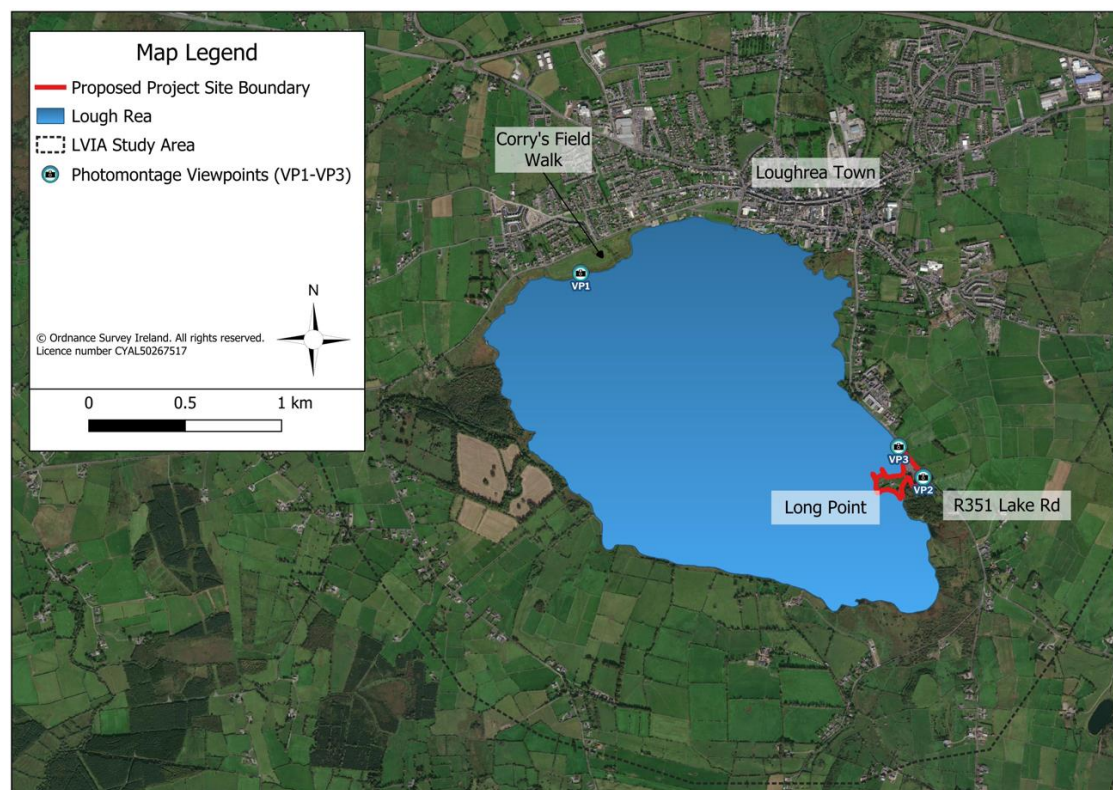 Map Legend
Proposed Project Site Boundary
Lough Rea
LVIA Study Area
Photomontage Viewpoints (VP1-VP3)
N
© Ordnance Survey Ireland. All rights reserved.
Licence number CYAL50267517
0 0.5 1 km
Corry's Field
Walk
Loughrea Town
VP1
VP3
VP2
Long Point
R351 Lake Rd